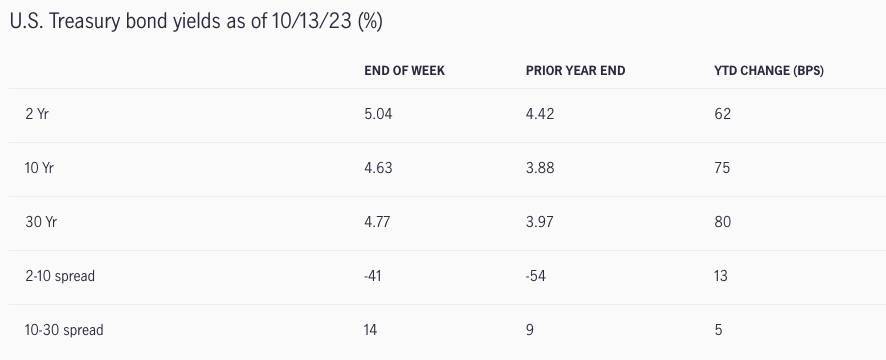 U.S. Treasury bond yields as of 10/13/23 (%)
END OF WEEK PRIOR YEAR END YTD CHANGE (BPS)
2 Yr 5.04 4.42 62
10 Yr 4.63 3.88 75
30 Yr 4.77 3.97 80
2-10 spread -41 -54 13
10-30 spread 14 9 5